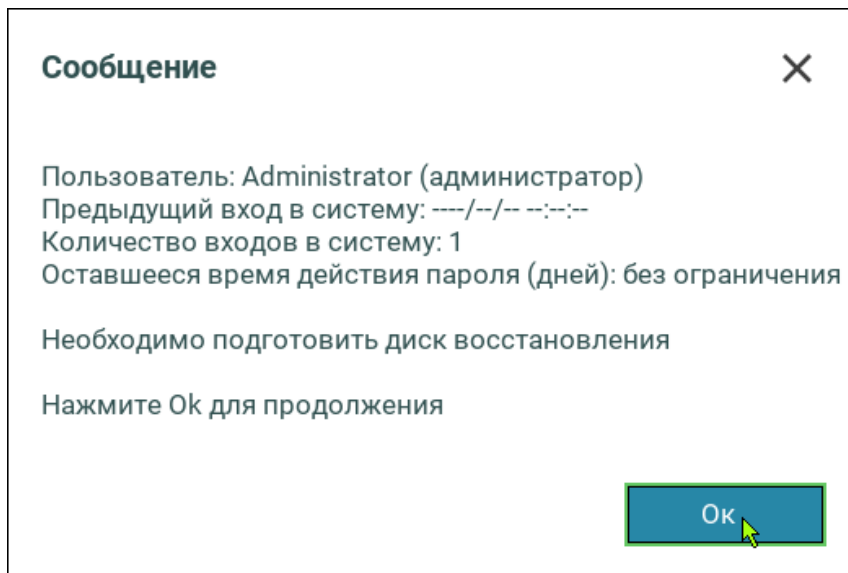 Сообщение
Пользователь: Administrator (администратор)
Предыдущий вход в систему: ----/--/-- --:--:--
Количество входов в систему: 1
Оставшееся время действия пароля (дней): без ограничения
Необходимо подготовить диск восстановления
Нажмите Ok для продолжения
Ок